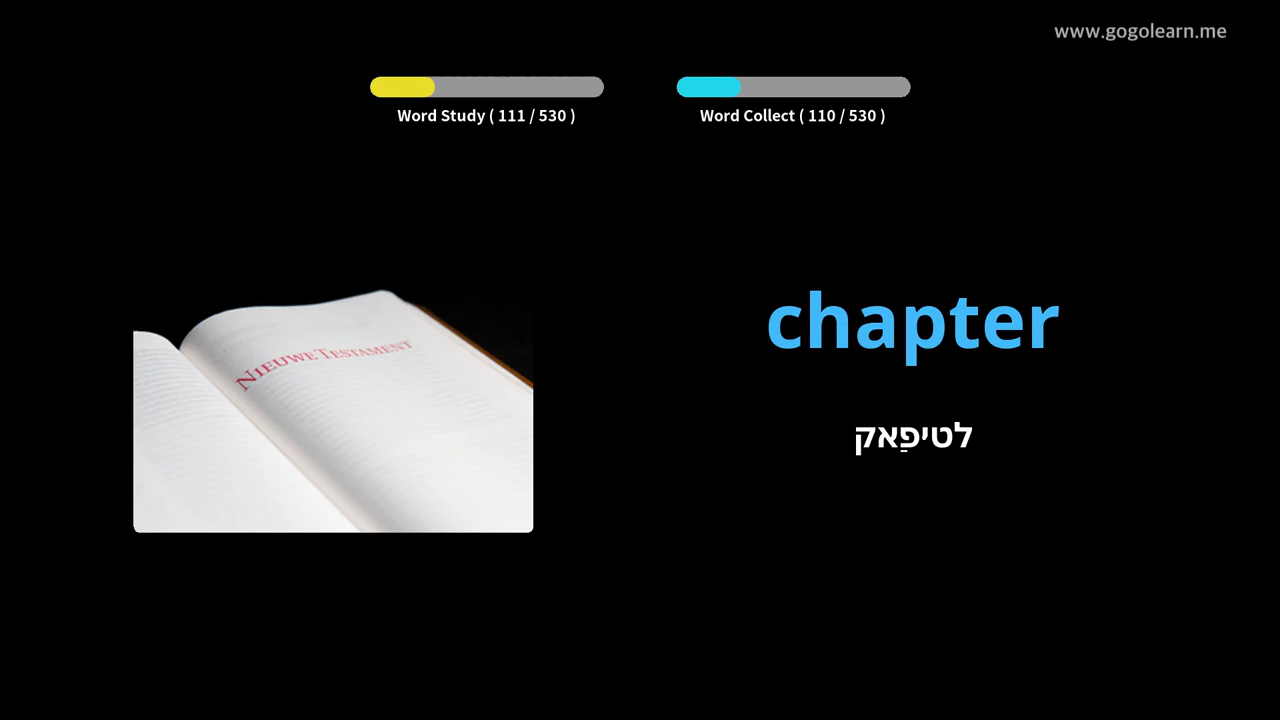 www.gogolearn.me
Word Study ( 111 / 530 )
Word Collect ( 110 / 530 )
NIEUWE TESTAMENT
chapter
לטיפַאק